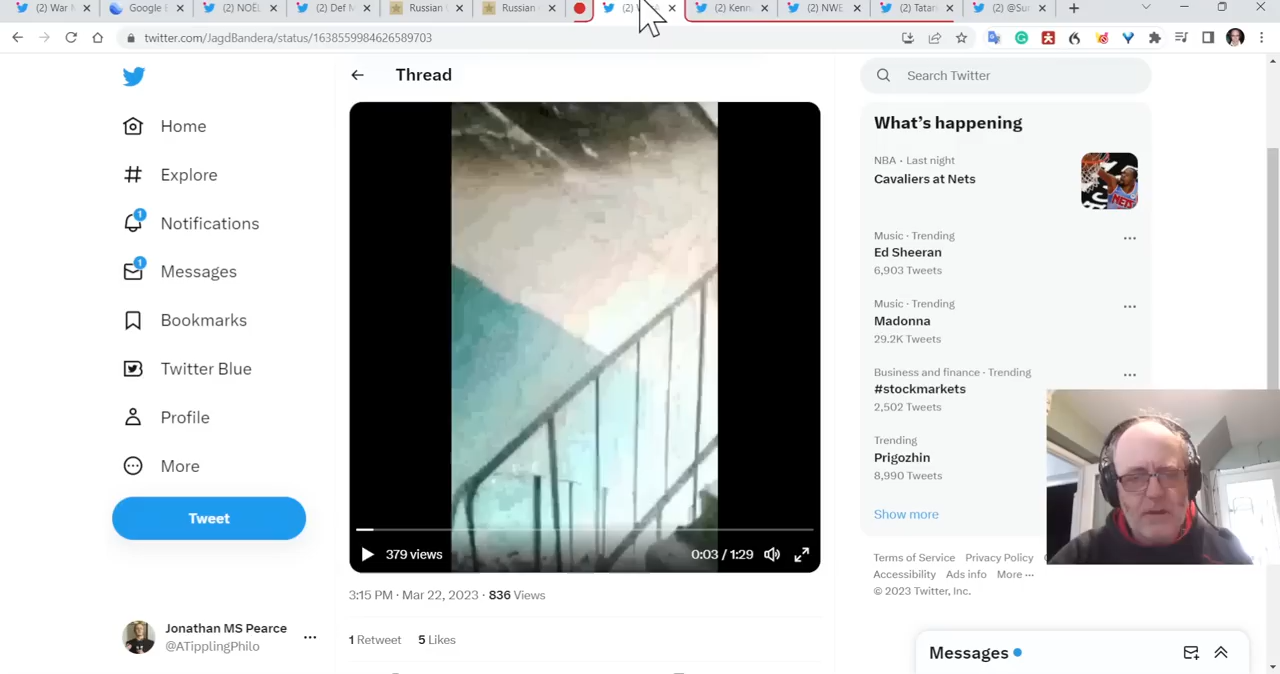 (2) War M
Google E
(2) NOEL
(2) Def M
Russian
Russian
(2)
(2) Kenn
(2) NWE
(2) Tatar
(2) @Sur
twitter.com/JagdBandera/status/1638559984626589703
Thread
Search Twitter
Home
Explore
1
Notifications
1
Messages
Bookmarks
Twitter Blue
Profile
More
Tweet
Jonathan MS Pearce
@ATipplingPhilo
379 views
0:03 / 1:29
3:15 PM · Mar 22, 2023 · 836 Views
1 Retweet 5 Likes
What's happening
NBA · Last night
Cavaliers at Nets
Music · Trending
Ed Sheeran
6,903 Tweets
Music · Trending
Madonna
29.2K Tweets
Business and finance · Trending
#stockmarkets
2,502 Tweets
Trending
Prigozhin
8,990 Tweets
Show more
Terms of Service Privacy Policy
Accessibility Ads info More
© 2023 Twitter, Inc.
Messages